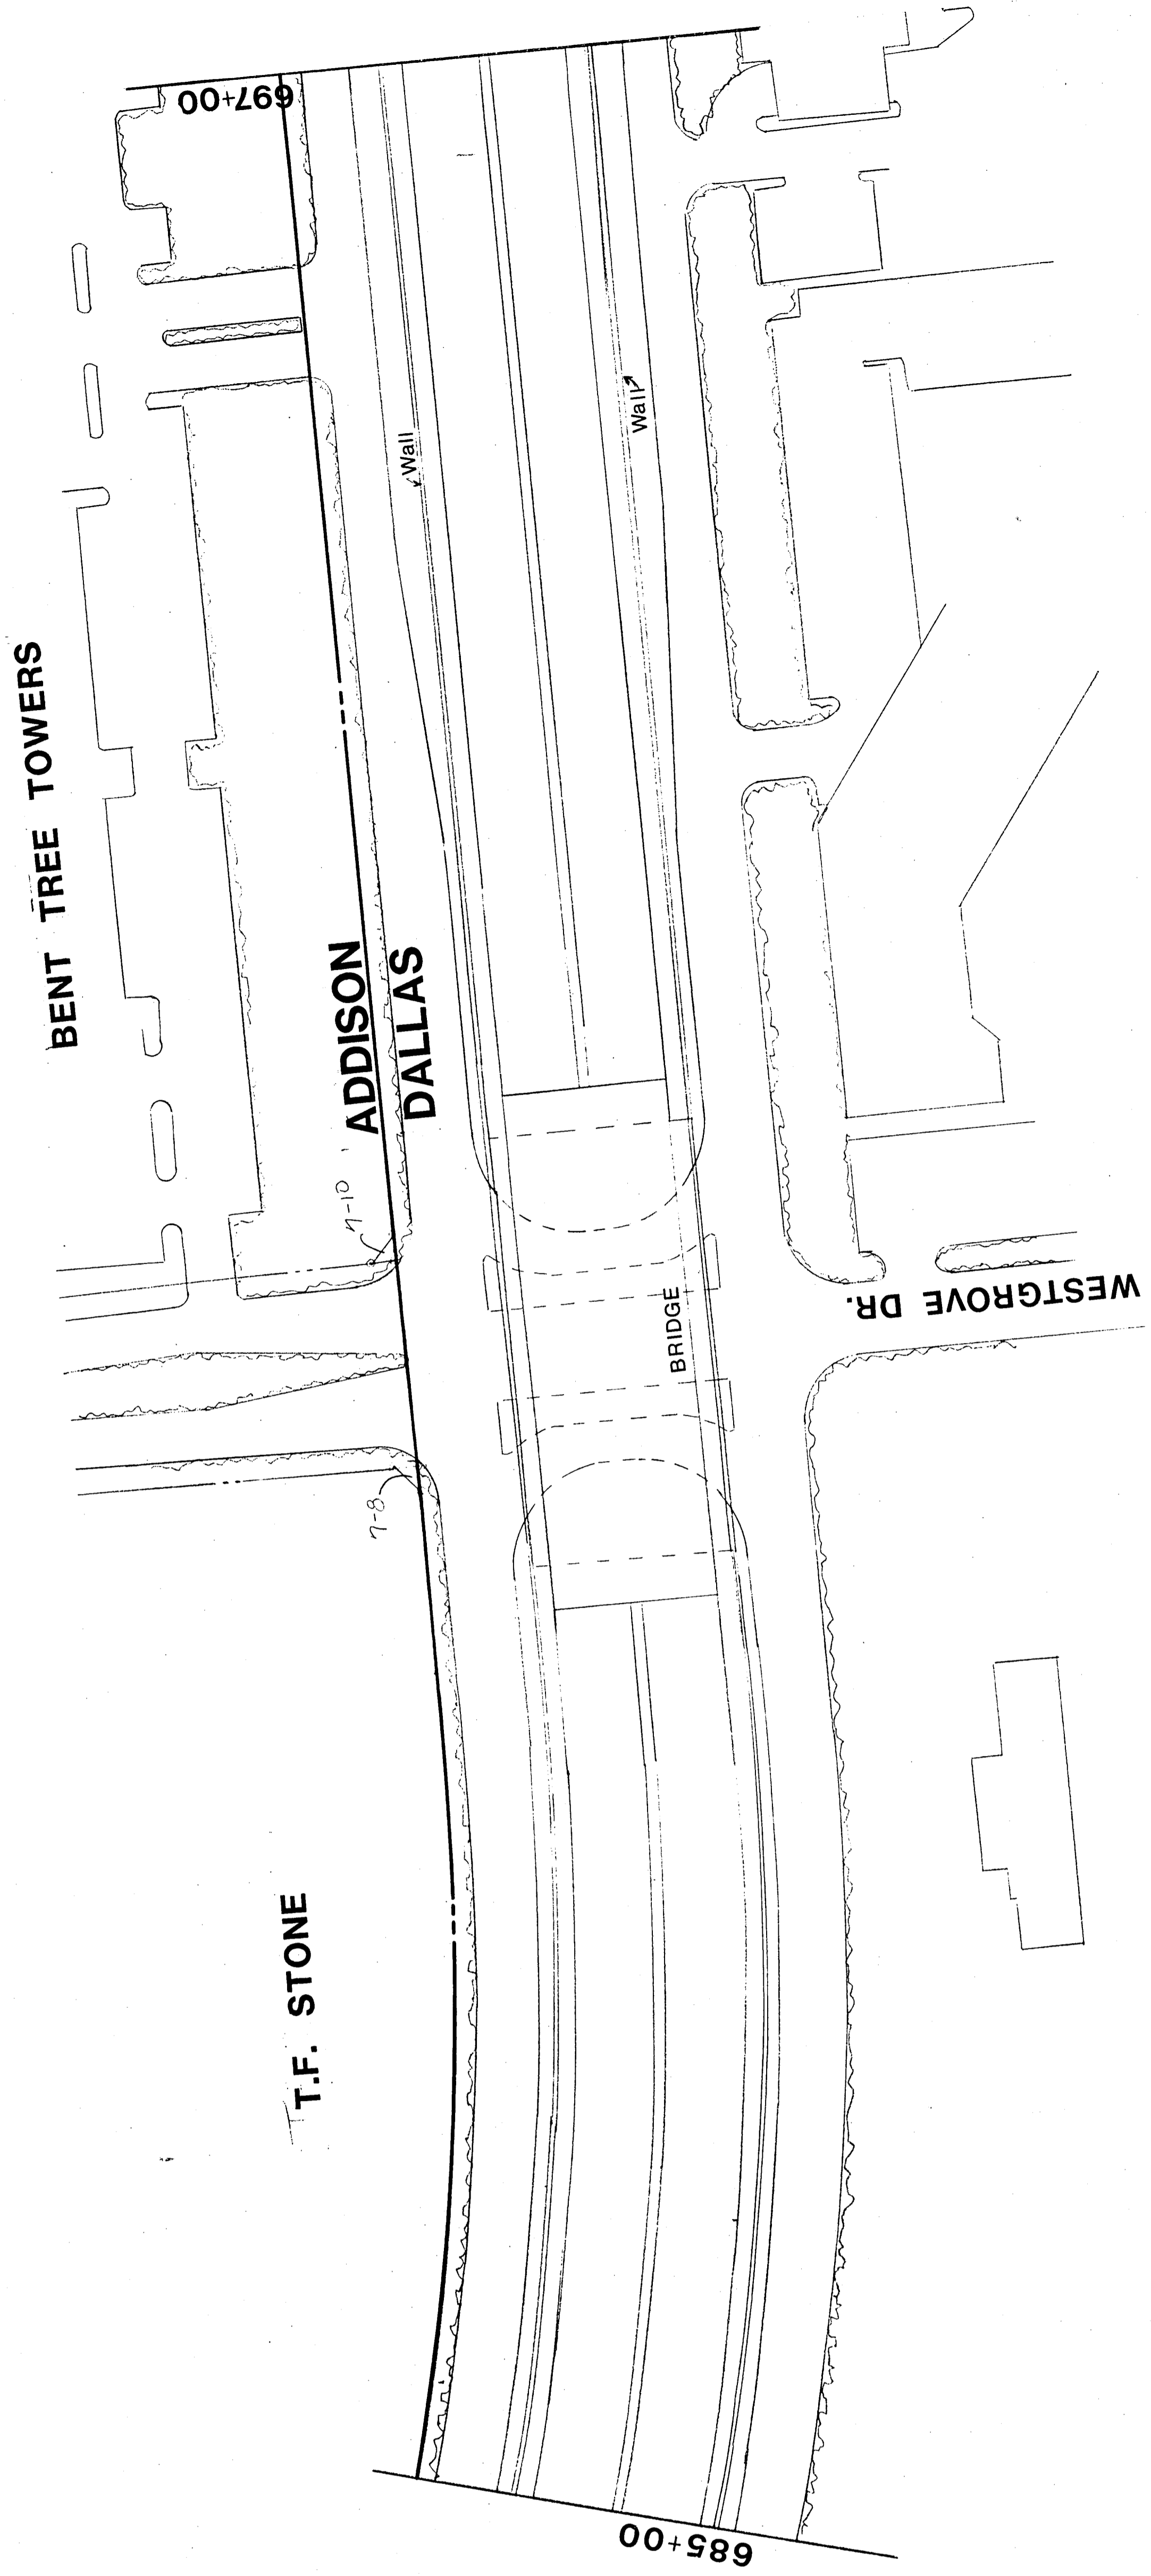 697+00
Wall
Wall
BENT TREE TOWERS
ADDISON
DALLAS
7-10
BRIDGE
WESTGROVE DR.
7-8
T.F. STONE
685+00